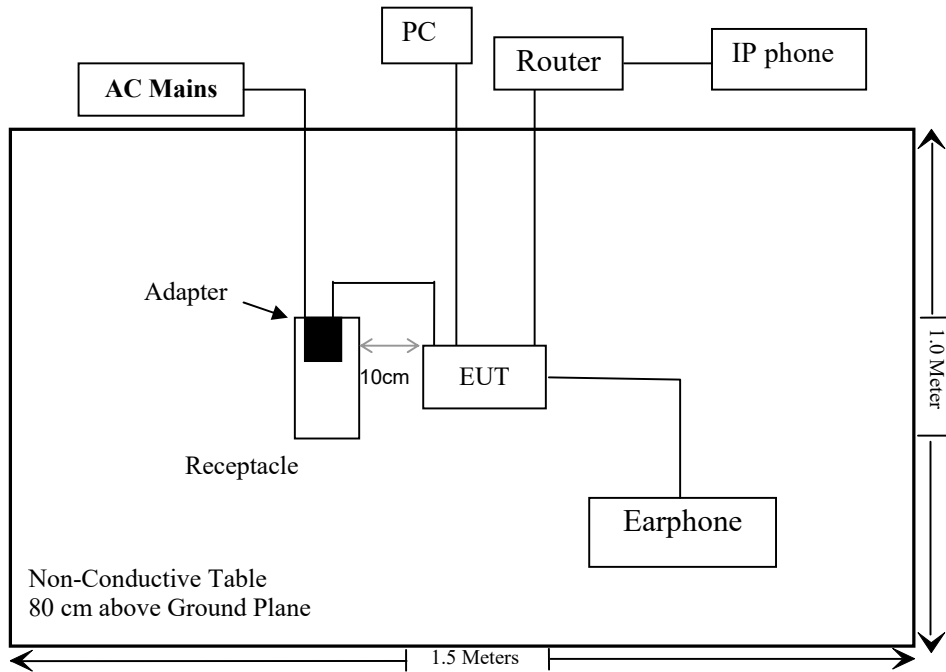 PC
Router
IP phone
AC Mains
Adapter
10cm
EUT
1.0 Meter
Receptacle
Earphone
Non-Conductive Table
80 cm above Ground Plane
1.5 Meters